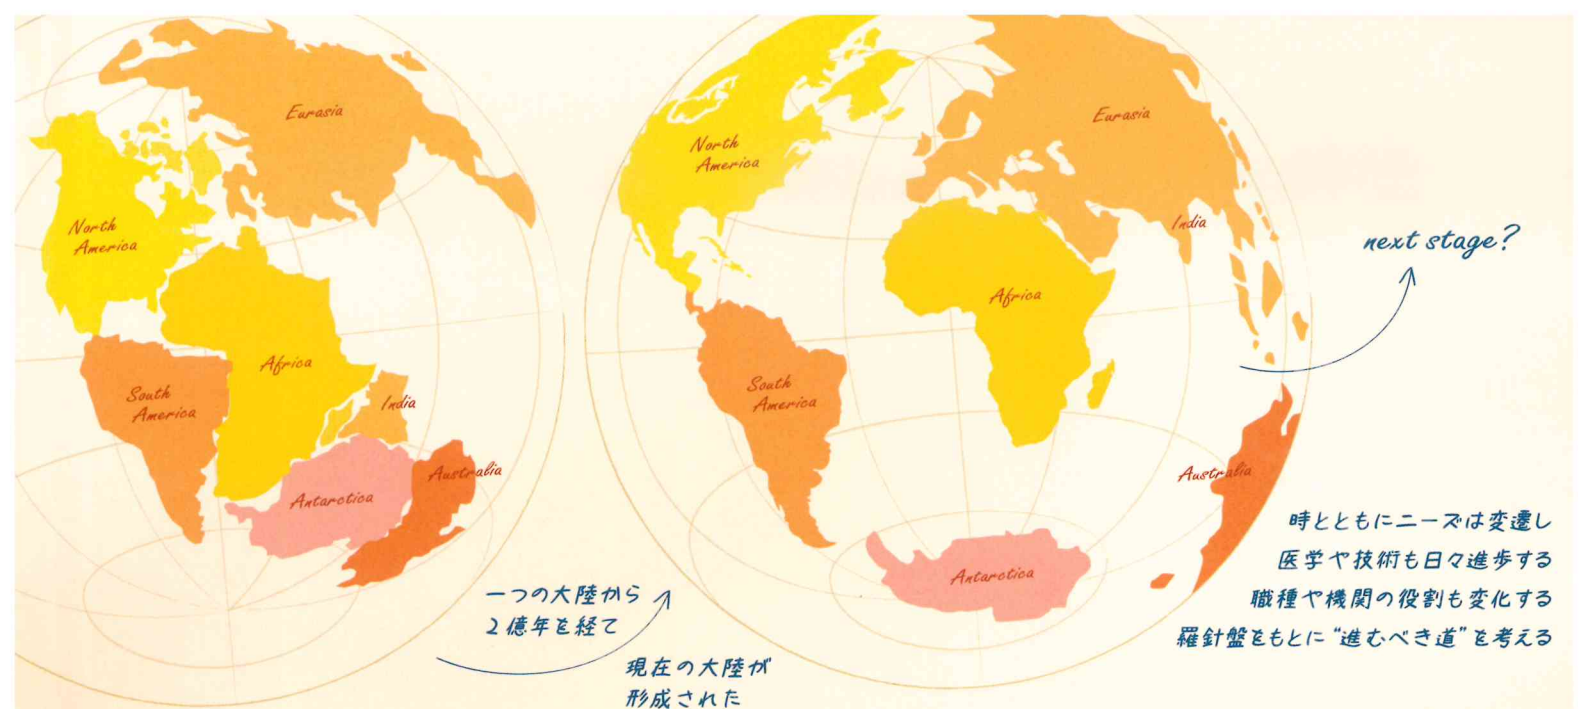 Eurasia
North
America
Africa
South
America
India
Australia
Antarctica
North
America
Eurasia
India
Africa
South
America
Australia
Antarctica
next stage?
一つの大陸から
2億年を経て
現在の大陸が
形成された
時とともにニーズは変遷し
医学や技術も日々進歩する
職種や機関の役割も変化する
羅針盤をもとに“進むべき道”を考える